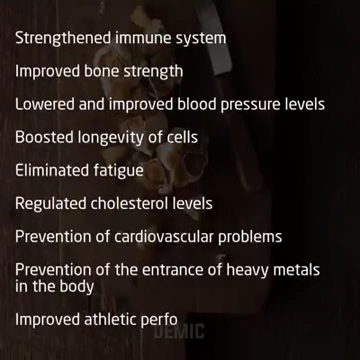 Strengthened immune system
Improved bone strength
Lowered and improved blood pressure levels
Boosted longevity of cells
Eliminated fatigue
Regulated cholesterol levels
Prevention of cardiovascular problems
Prevention of the entrance of heavy metals
in the body
Improved athletic perfo
DEMIC